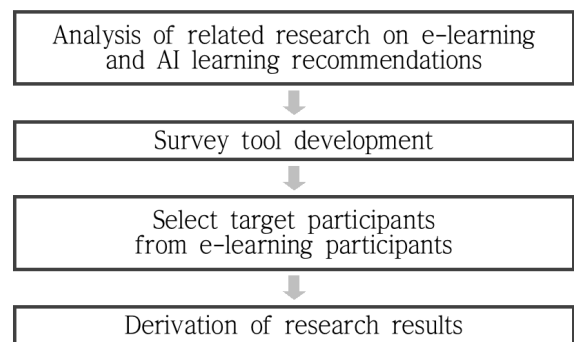 Analysis of related research on e-learning
and AI learning recommendations
Survey tool development
Select target participants
from e-learning participants
Derivation of research results